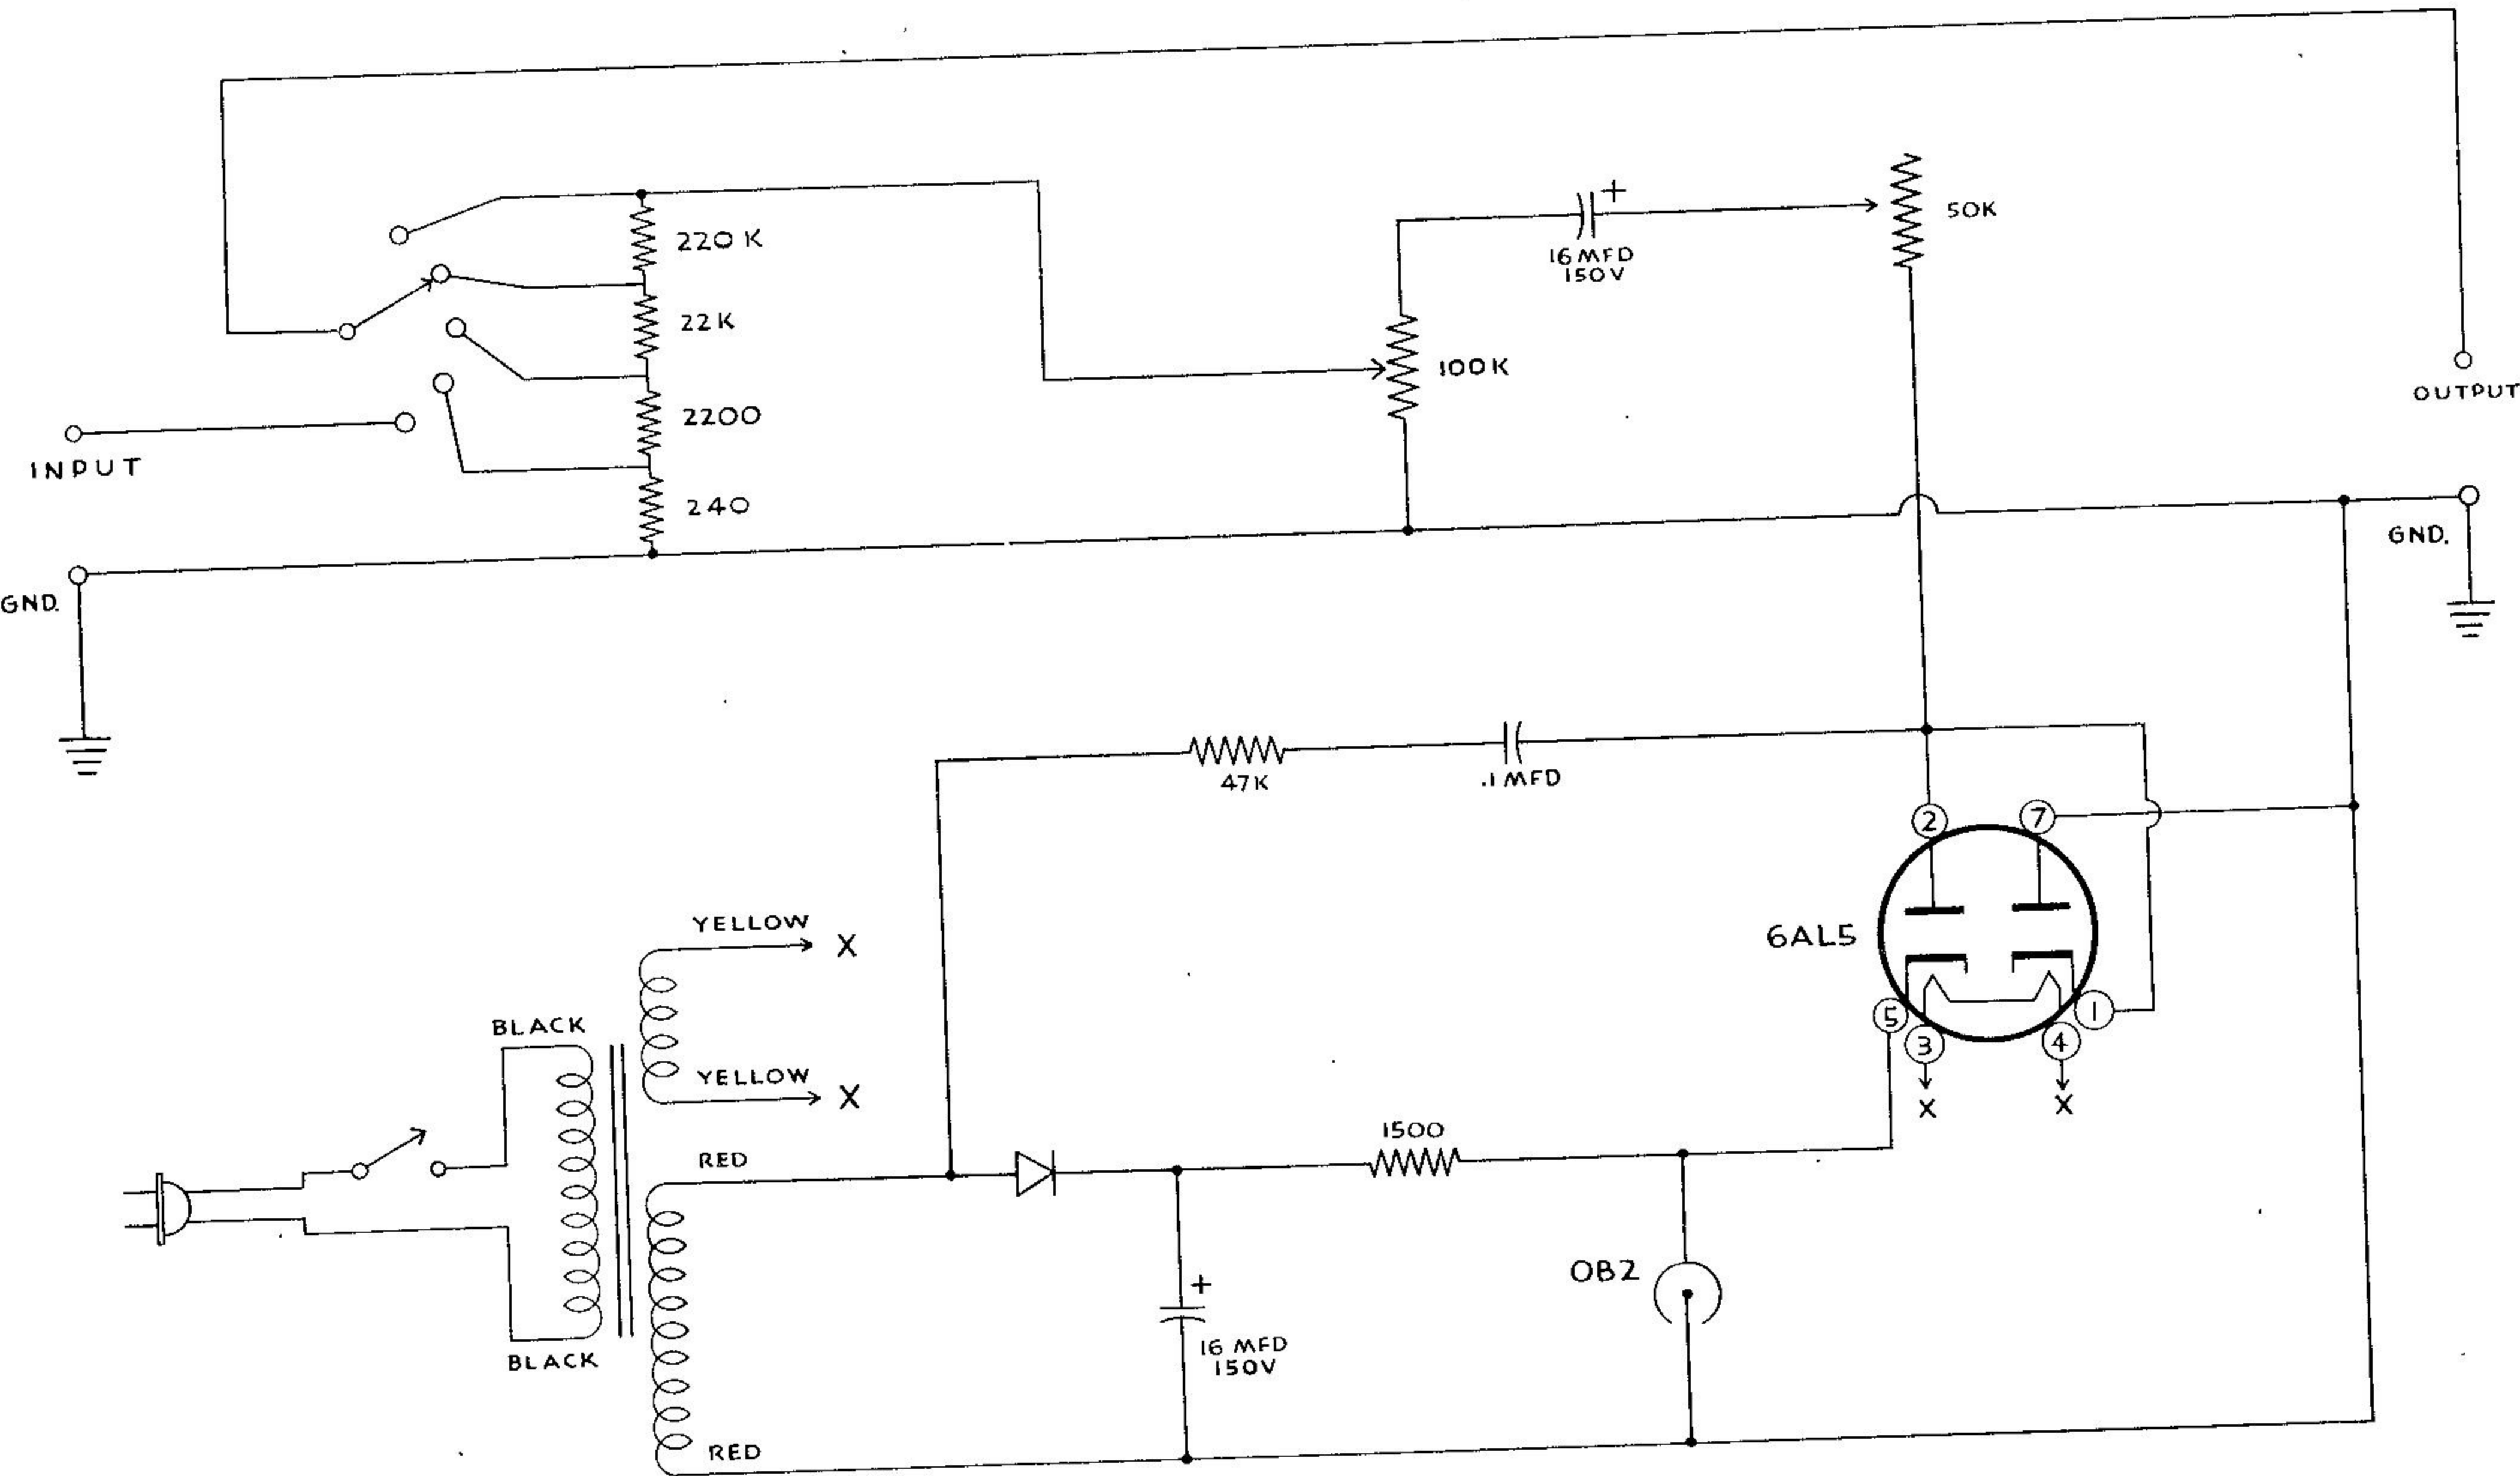 220 K
22K
2200
240
INPUT
GND.
+
16 MFD
150V
50K
100K
OUTPUT
GND.
47K
.1 MFD
2
7
6AL5
5
3
4
1
X
X
YELLOW
X
YELLOW
X
BLACK
BLACK
RED
RED
1500
+
16 MFD
150V
OB2